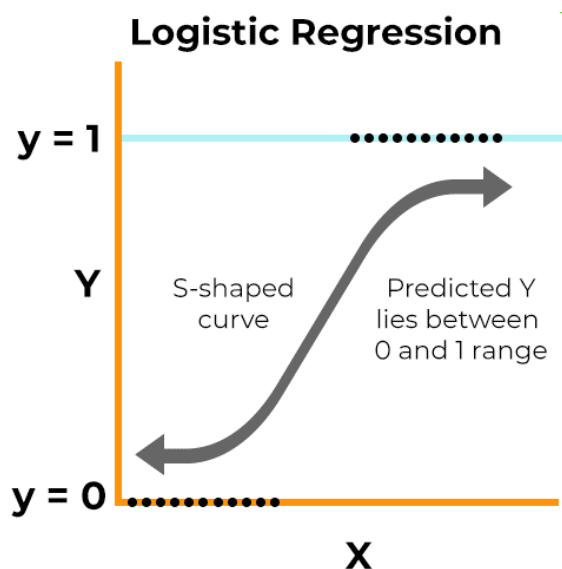 Logistic Regression
y = 1
Y
S-shaped
curve
Predicted Y
lies between
0 and 1 range
y = 0
X